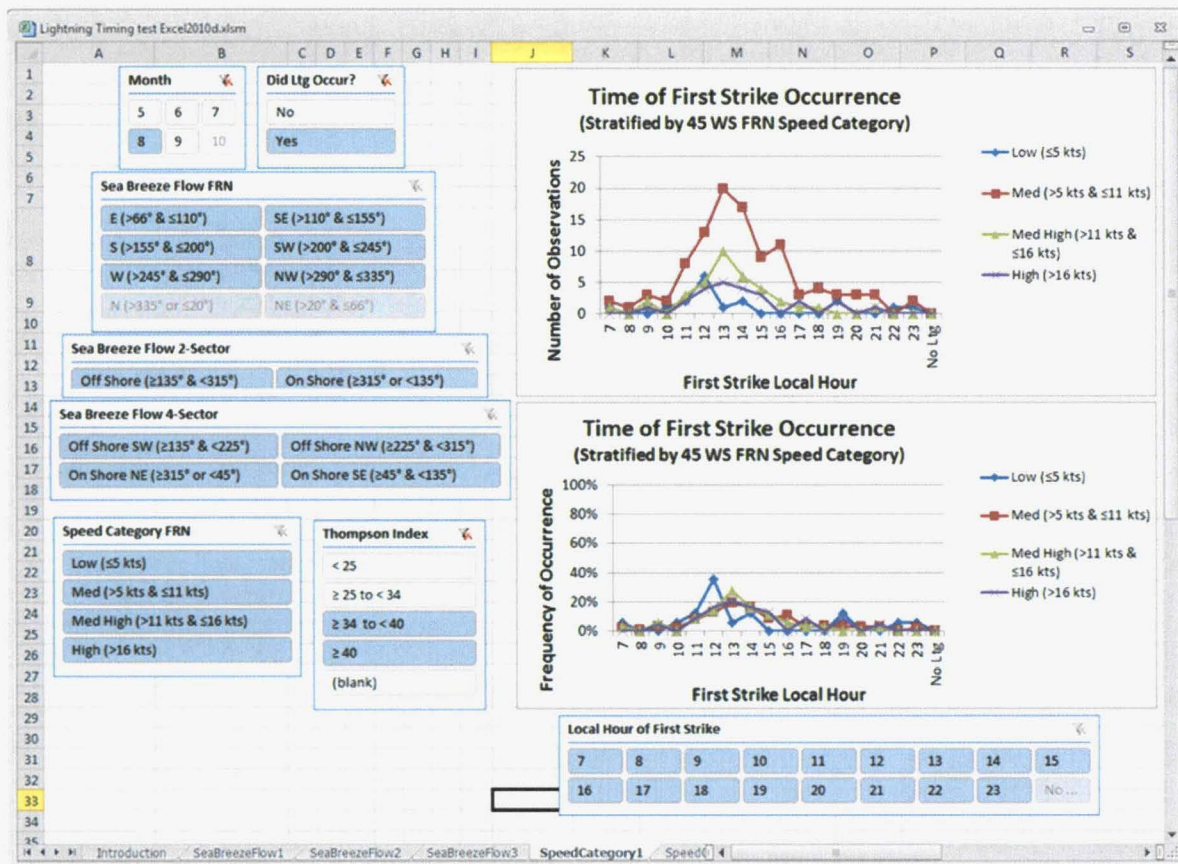 Lightning Timing test Excel2010d.xlsm
A B C D E F G H I J K L M N O P Q R S
1
2
3
4
5
6
7
8
9
10
11
12
13
14
15
16
17
18
19
20
21
22
23
24
25
26
27
28
29
30
31
32
33
34
35
Month
5 6 7
8 9 10
Did Ltg Occur?
No
Yes
Sea Breeze Flow FRN
E (>66° & ≤110°) SE (>110° & ≤155°)
S (>155° & ≤200°) SW (>200° & ≤245°)
W (>245° & ≤290°) NW (>290° & ≤335°)
N (>335° or ≤20°) NE (>20° & ≤66°)
Sea Breeze Flow 2-Sector
Off Shore (≥135° & <315°) On Shore (≥315° or <135°)
Sea Breeze Flow 4-Sector
Off Shore SW (≥135° & <225°) Off Shore NW (≥225° & <315°)
On Shore NE (≥315° or <45°) On Shore SE (≥45° & <135°)
Speed Category FRN
Low (≤5 kts)
Med (>5 kts & ≤11 kts)
Med High (>11 kts & ≤16 kts)
High (>16 kts)
Thompson Index
< 25
≥ 25 to < 34
≥ 34 to < 40
≥ 40
(blank)
Time of First Strike Occurrence
(Stratified by 45 WS FRN Speed Category)
Number of Observations
25
20
15
10
5
0
7 8 9 10 11 12 13 14 15 16 17 18 19 20 21 22 23 No Ltg
First Strike Local Hour
Low (≤5 kts)
Med (>5 kts & ≤11 kts)
Med High (>11 kts &
≤16 kts)
High (>16 kts)
Time of First Strike Occurrence
(Stratified by 45 WS FRN Speed Category)
Frequency of Occurrence
100%
80%
60%
40%
20%
0%
7 8 9 10 11 12 13 14 15 16 17 18 19 20 21 22 23 No Ltg
First Strike Local Hour
Low (≤5 kts)
Med (>5 kts & ≤11 kts)
Med High (>11 kts &
≤16 kts)
High (>16 kts)
Local Hour of First Strike
7 8 9 10 11 12 13 14 15
16 17 18 19 20 21 22 23 No ...
Introduction SeaBreezeFlow1 SeaBreezeFlow2 SeaBreezeFlow3 SpeedCategory1